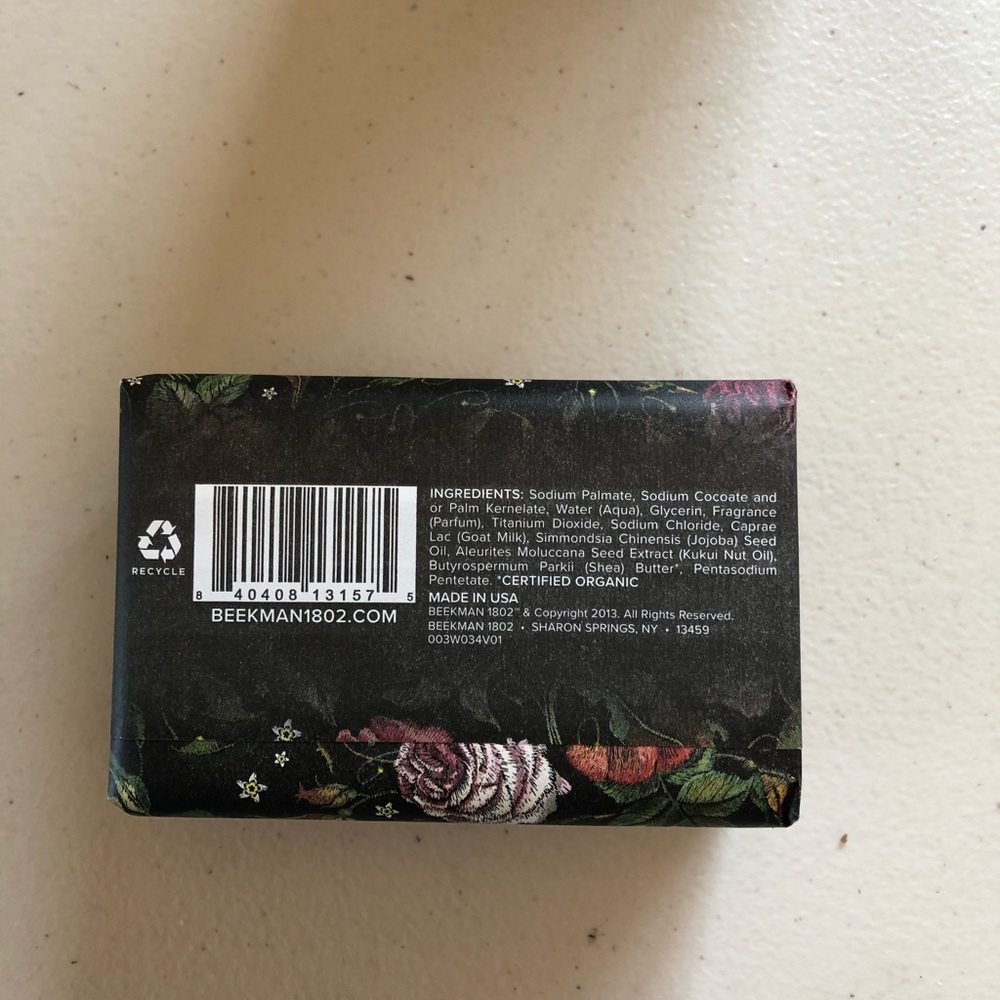 RECYCLE
8 40408 13157 5
BEEKMAN1802.COM
INGREDIENTS: Sodium Palmate, Sodium Cocoate and
or Palm Kernelate, Water (Aqua), Glycerin, Fragrance
(Parfum), Titanium Dioxide, Sodium Chloride, Caprae
Lac (Goat Milk), Simmondsia Chinensis (Jojoba) Seed
Oil, Aleurites Moluccana Seed Extract (Kukui Nut Oil),
Butyrospermum Parkii (Shea) Butter*, Pentasodium
Pentetate. *CERTIFIED ORGANIC
MADE IN USA
BEEKMAN 1802™ & Copyright 2013. All Rights Reserved.
BEEKMAN 1802 • SHARON SPRINGS, NY • 13459
003W034V01